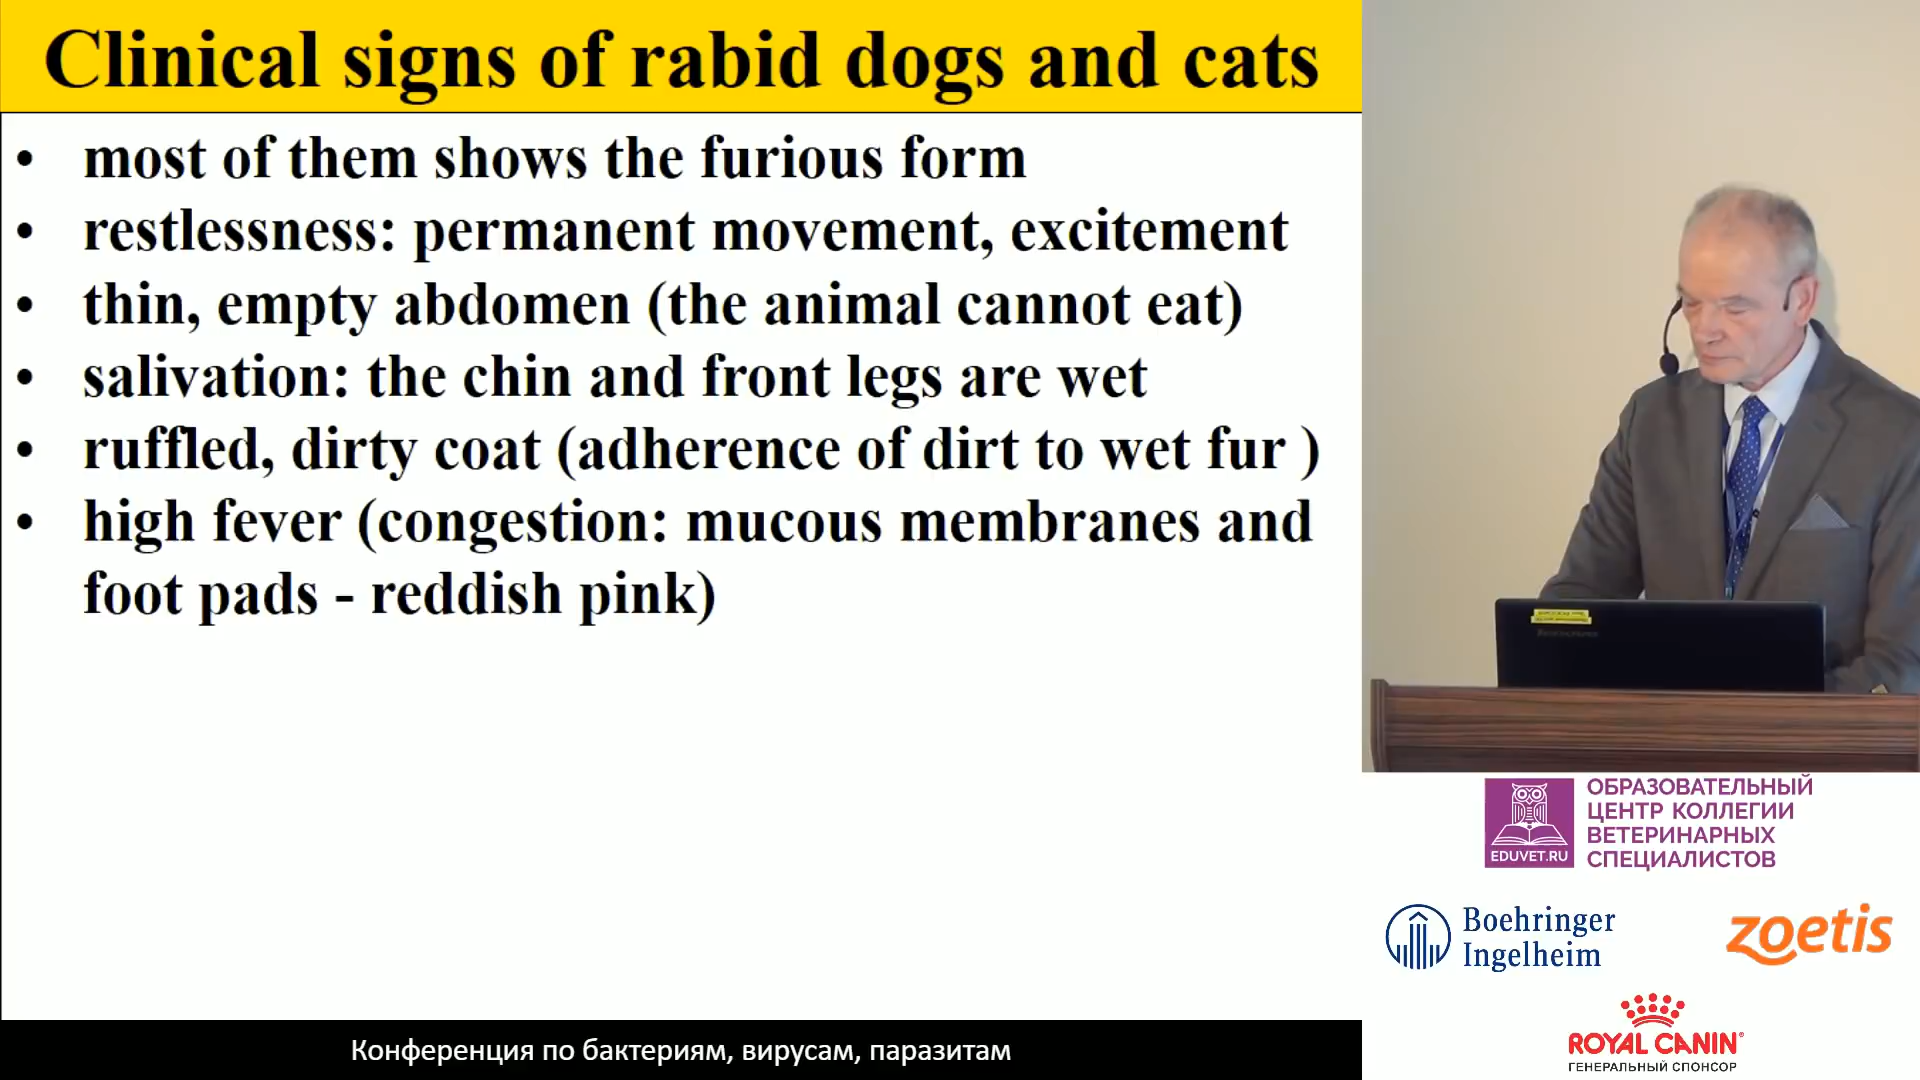 Clinical signs of rabid dogs and cats
• most of them shows the furious form
• restlessness: permanent movement, excitement
• thin, empty abdomen (the animal cannot eat)
• salivation: the chin and front legs are wet
• ruffled, dirty coat (adherence of dirt to wet fur )
• high fever (congestion: mucous membranes and
foot pads - reddish pink)
EDUVET.RU
ОБРАЗОВАТЕЛЬНЫЙ
ЦЕНТР КОЛЛЕГИИ
ВЕТЕРИНАРНЫХ
СПЕЦИАЛИСТОВ
Boehringer
Ingelheim
zoetis
ROYAL CANIN
ГЕНЕРАЛЬНЫЙ СПОНСОР
Конференция по бактериям, вирусам, паразитам